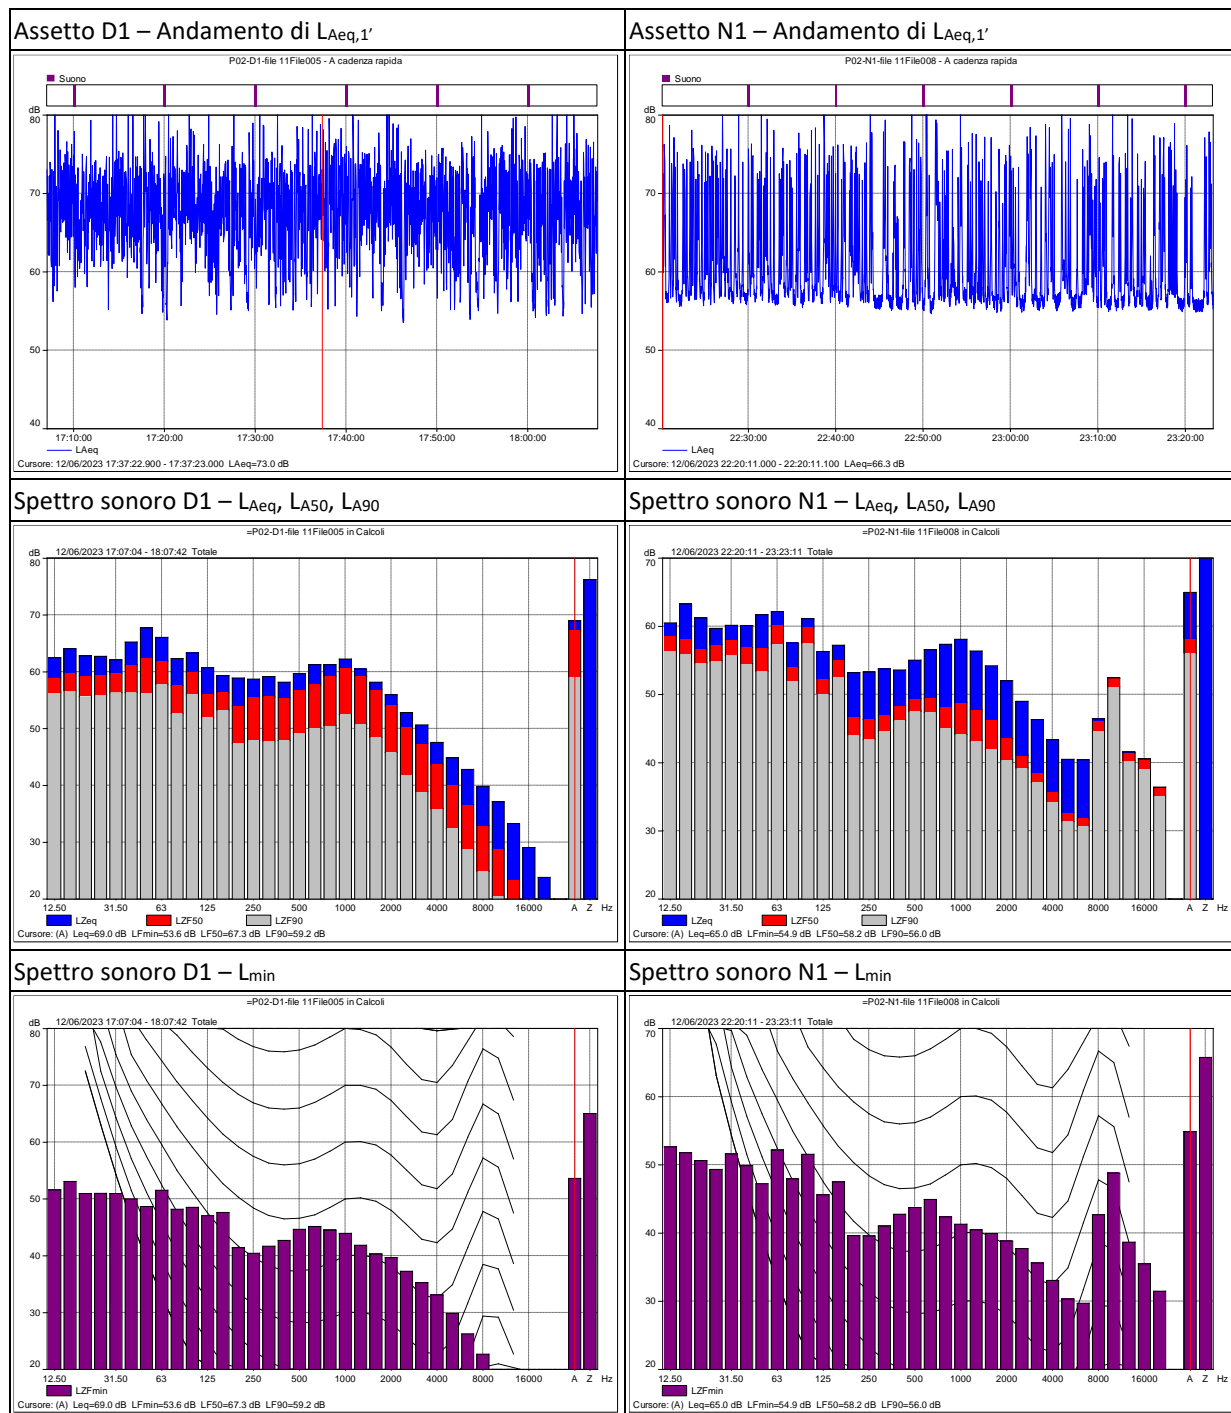 Assetto D1 – Andamento di LAeq,1’
P02-D1-file 11File005 - A cadenza rapida
Suono
dB
80
70
60
50
40
17:10:00 17:20:00 17:30:00 17:40:00 17:50:00 18:00:00
LAeq
Cursore: 12/06/2023 17:37:22.900 - 17:37:23.000 LAeq=73.0 dB
Assetto N1 – Andamento di LAeq,1’
P02-N1-file 11File008 - A cadenza rapida
Suono
dB
80
70
60
50
40
22:30:00 22:40:00 22:50:00 23:00:00 23:10:00 23:20:00
LAeq
Cursore: 12/06/2023 22:20:11.000 - 22:20:11.100 LAeq=66.3 dB
Spettro sonoro D1 – LAeq, LA50, LA90
=P02-D1-file 11File005 in Calcoli
dB 12/06/2023 17:07:04 - 18:07:42 Totale
80
70
60
50
40
30
20
12.50 31.50 63 125 250 500 1000 2000 4000 8000 16000 A Z Hz
LZeq LZF50 LZF90
Cursore: (A) Leq=69.0 dB LFmin=53.6 dB LF50=67.3 dB LF90=59.2 dB
Spettro sonoro N1 – LAeq, LA50, LA90
=P02-N1-file 11File008 in Calcoli
dB 12/06/2023 22:20:11 - 23:23:11 Totale
70
60
50
40
30
20
12.50 31.50 63 125 250 500 1000 2000 4000 8000 16000 A Z Hz
LZeq LZF50 LZF90
Cursore: (A) Leq=65.0 dB LFmin=54.9 dB LF50=58.2 dB LF90=56.0 dB
Spettro sonoro D1 – Lmin
=P02-D1-file 11File005 in Calcoli
dB 12/06/2023 17:07:04 - 18:07:42 Totale
80
70
60
50
40
30
20
12.50 31.50 63 125 250 500 1000 2000 4000 8000 16000 A Z Hz
LZFmin
Cursore: (A) Leq=69.0 dB LFmin=53.6 dB LF50=67.3 dB LF90=59.2 dB
Spettro sonoro N1 – Lmin
=P02-N1-file 11File008 in Calcoli
dB 12/06/2023 22:20:11 - 23:23:11 Totale
70
60
50
40
30
20
12.50 31.50 63 125 250 500 1000 2000 4000 8000 16000 A Z Hz
LZFmin
Cursore: (A) Leq=65.0 dB LFmin=54.9 dB LF50=58.2 dB LF90=56.0 dB